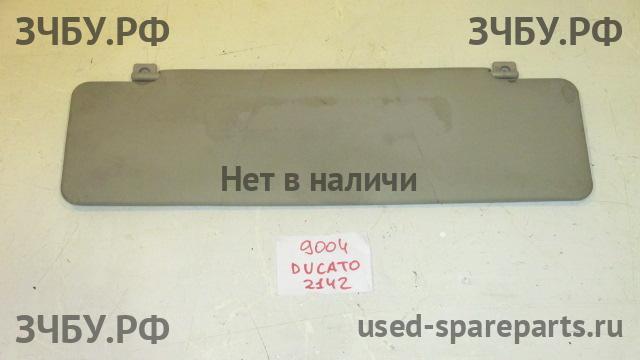 ЗЧБУ.РФ
ЗЧБУ.РФ
Нет в наличи
9004
DUCATO
2142
ЗЧБУ.РФ
used-spareparts.ru